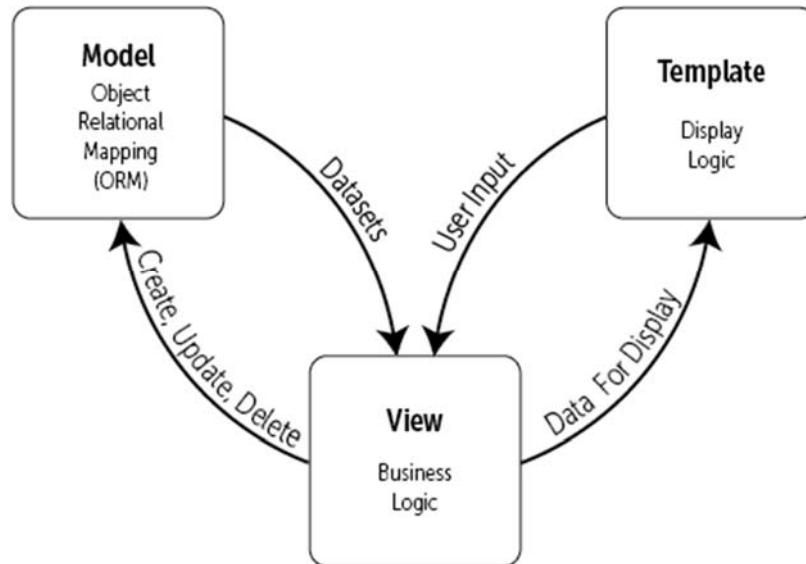 Model
Object
Relational
Mapping
(ORM)
Template
Display
Logic
Datasets
User Input
Create, Update, Delete
Data For Display
View
Business
Logic